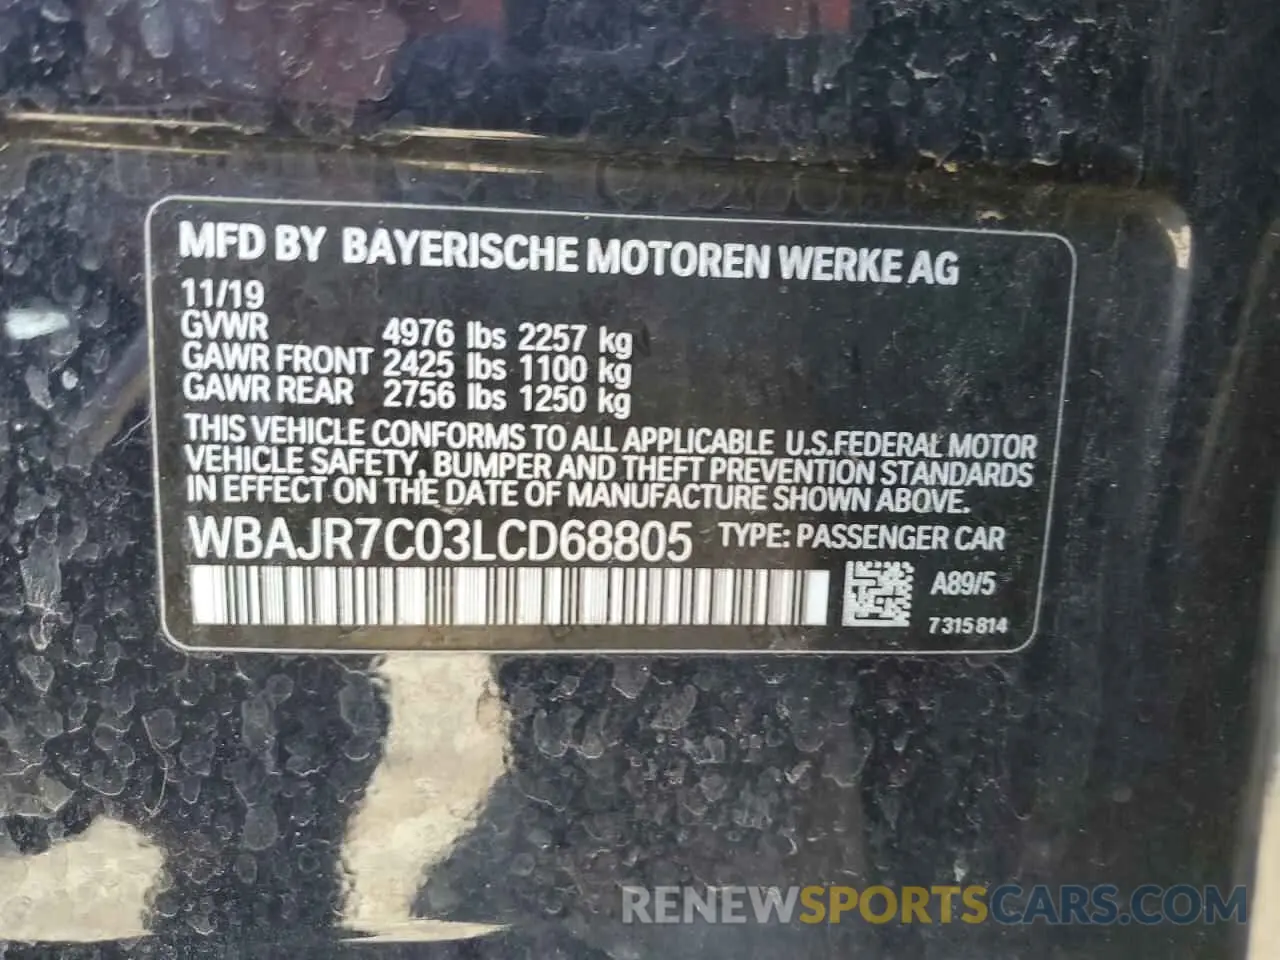 MFD BY BAYERISCHE MOTOREN WERKE AG
11/19
GVWR 4976 lbs 2257 kg
GAWR FRONT 2425 lbs 1100 kg
GAWR REAR 2756 lbs 1250 kg
THIS VEHICLE CONFORMS TO ALL APPLICABLE U.S.FEDERAL MOTOR
VEHICLE SAFETY, BUMPER AND THEFT PREVENTION STANDARDS
IN EFFECT ON THE DATE OF MANUFACTURE SHOWN ABOVE.
WBAJR7C03LCD68805 TYPE: PASSENGER CAR
A89/5
7315814
RENEWSPORTSCARS.COM